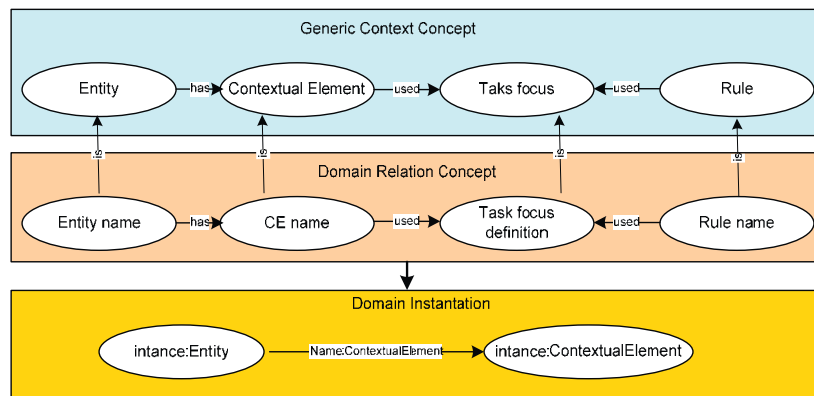 Generic Context Concept
Entity
has
Contextual Element
used
Taks focus
used
Rule
is
is
is
is
Domain Relation Concept
Entity name
has
CE name
used
Task focus
definition
used
Rule name
Domain Instantation
intance:Entity
Name:ContextualElement
intance:ContextualElement